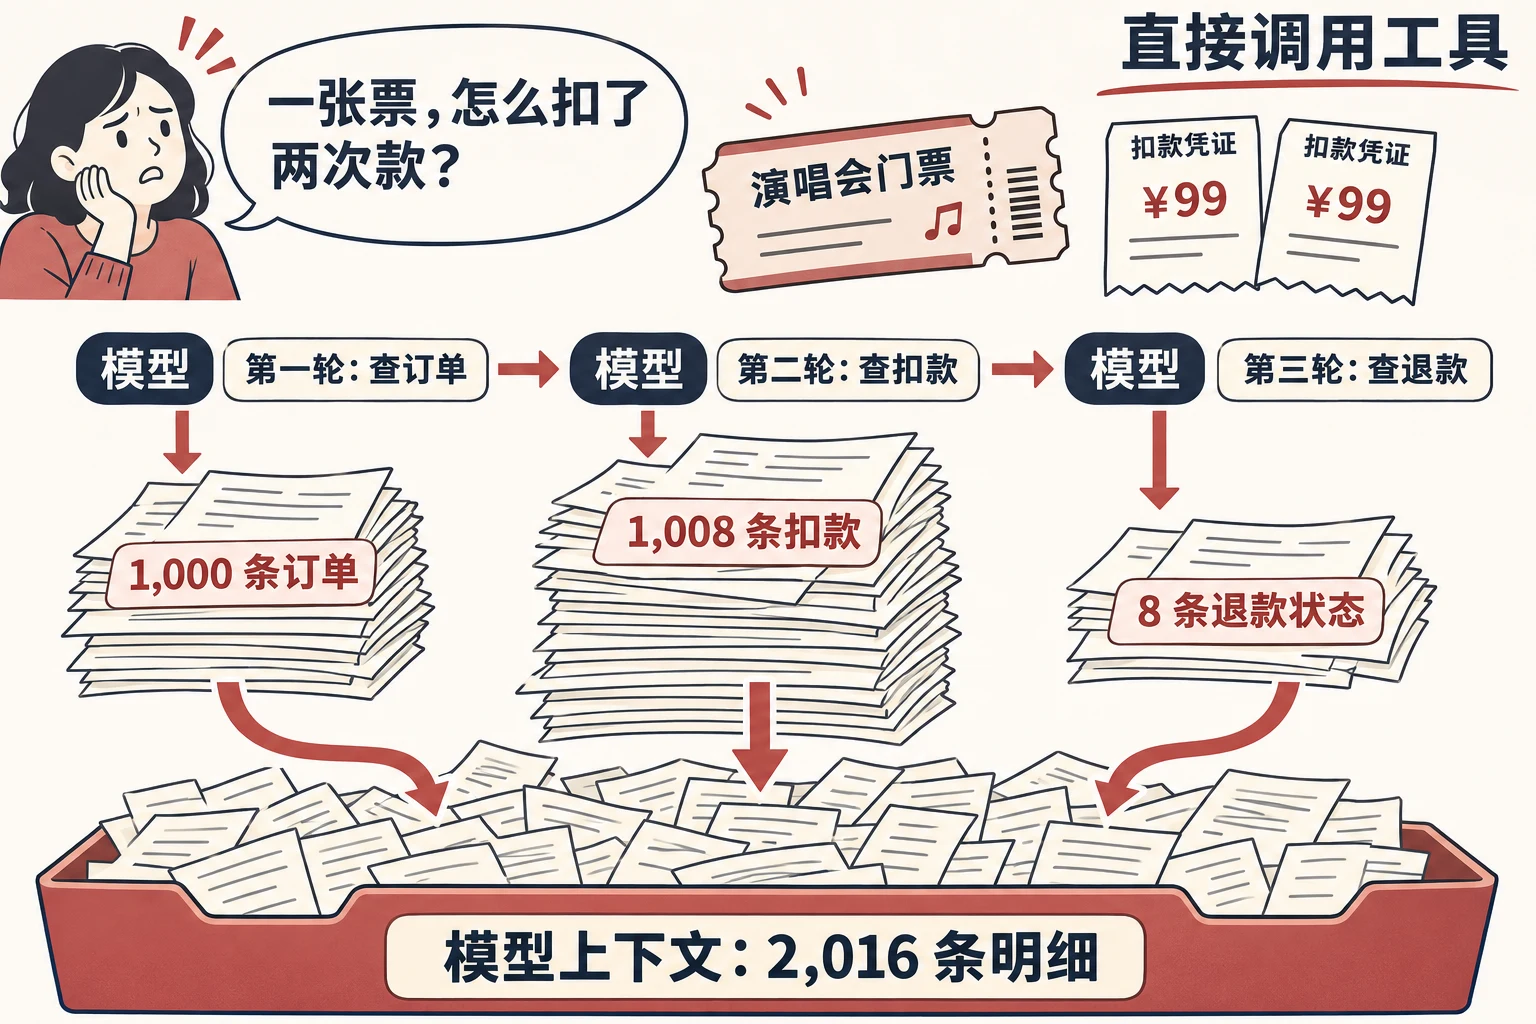 直接调用工具
一张票，怎么扣了
两次款？
演唱会门票
扣款凭证
¥99
扣款凭证
¥99
模型
第一轮：查订单
模型
第二轮：查扣款
模型
第三轮：查退款
1,000 条订单
1,008 条扣款
8 条退款状态
模型上下文：2,016 条明细